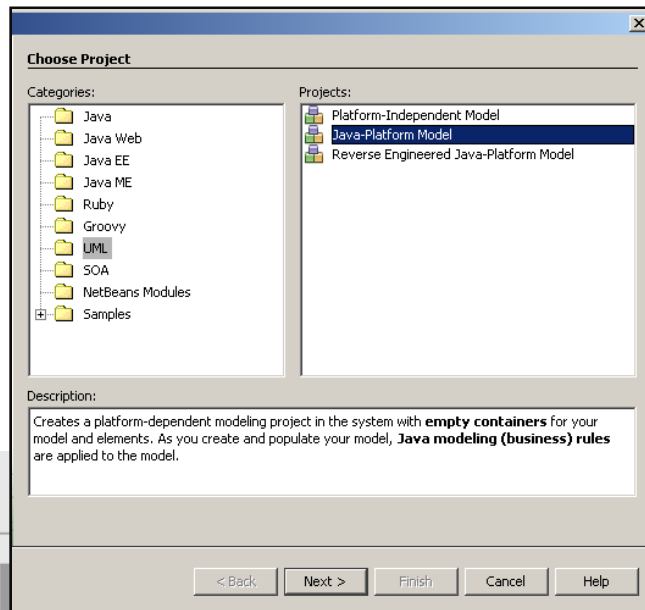 Choose Project
Categories:
Projects:
Java
Java Web
Java EE
Java ME
Ruby
Groovy
UML
SOA
NetBeans Modules
Samples
Platform-Independent Model
Java-Platform Model
Reverse Engineered Java-Platform Model
Description:
Creates a platform-dependent modeling project in the system with empty containers for your
model and elements. As you create and populate your model, Java modeling (business) rules
are applied to the model.
< Back
Next >
Finish
Cancel
Help